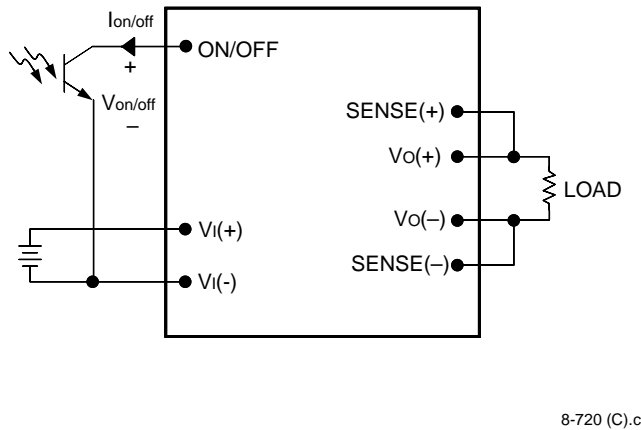 Ion/off
ON/OFF
+
Von/off
–
SENSE(+)
VO(+)
LOAD
VO(–)
SENSE(–)
VI(+)
VI(-)
8-720 (C).c